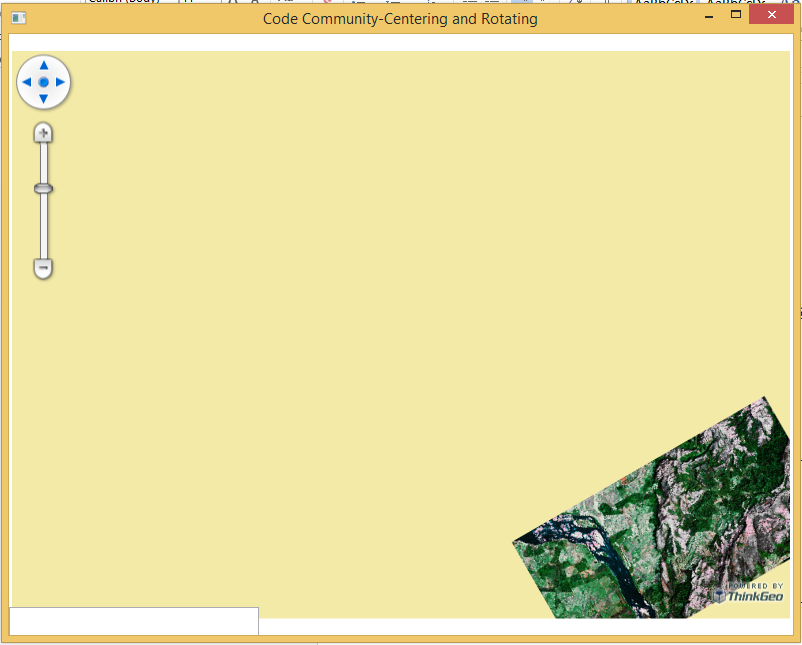 Code Community-Centering and Rotating
POWERED BY
ThinkGeo